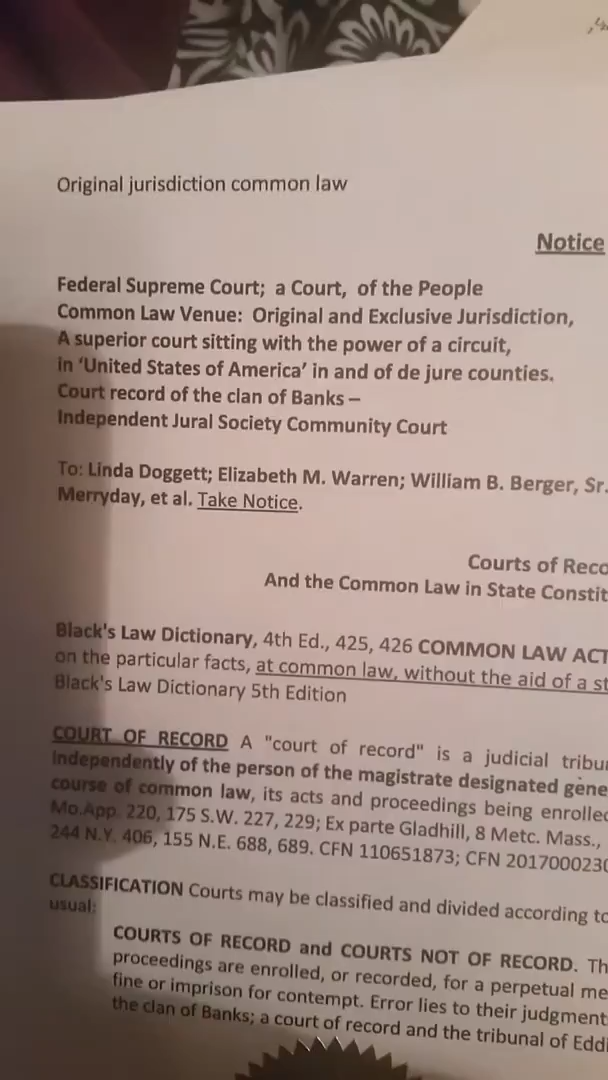 Original jurisdiction common law
Notice
Federal Supreme Court; a Court, of the People
Common Law Venue: Original and Exclusive Jurisdiction,
A superior court sitting with the power of a circuit,
in 'United States of America' in and of de jure counties.
Court record of the clan of Banks –
Independent Jural Society Community Court
To: Linda Doggett; Elizabeth M. Warren; William B. Berger, Sr.
Merryday, et al. Take Notice.
Courts of Reco
And the Common Law in State Constit
Black's Law Dictionary, 4th Ed., 425, 426 COMMON LAW ACT
on the particular facts, at common law, without the aid of a st
Black's Law Dictionary 5th Edition
COURT OF RECORD A "court of record" is a judicial tribu
independently of the person of the magistrate designated gene
course of common law, its acts and proceedings being enrolled
Mo.App. 220, 175 S.W. 227, 229; Ex parte Gladhill, 8 Metc. Mass.,
244 N.Y. 406, 155 N.E. 688, 689. CFN 110651873; CFN 201700023
CLASSIFICATION Courts may be classified and divided according to
usual:
COURTS OF RECORD and COURTS NOT OF RECORD. Th
proceedings are enrolled, or recorded, for a perpetual me
fine or imprison for contempt. Error lies to their judgment
the clan of Banks; a court of record and the tribunal of Eddi